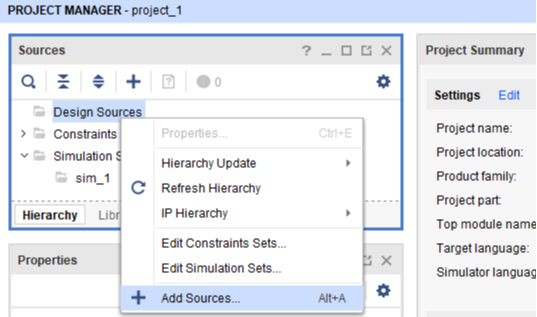 PROJECT MANAGER - project_1
Sources
? _
0
Design Sources
Constraints
Simulation S
sim_1
Hierarchy Libr
Properties
Properties... Ctrl+E
Hierarchy Update
Refresh Hierarchy
IP Hierarchy
Edit Constraints Sets...
Edit Simulation Sets...
Add Sources... Alt+A
Project Summary
Settings Edit
Project name:
Project location:
Product family:
Project part:
Top module name
Target language:
Simulator languag